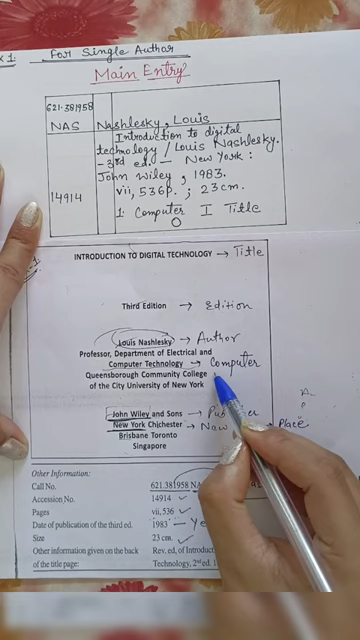 x 1: For Single Author
Main Entry
621.381958
NAS Nashlesky, Louis
Introduction to digital
technology / Louis Nashlesky.
- 3rd ed. - New York:
John Wiley, 1983.
14914 vii, 536p. ; 23cm.
1. Computer I Title
O
INTRODUCTION TO DIGITAL TECHNOLOGY → Title
Third Edition → Edition
Louis Nashlesky → Author
Professor, Department of Electrical and
Computer Technology → Computer
Queensborough Community College
of the City University of New York
John Wiley and Sons →
New York Chichester → New → Place
Brisbane Toronto
Singapore
Other Information:
Call No. 621.381958 NA
Accession No. 14914 ✓
Pages vii, 536 ✓
Date of publication of the third ed. 1983 — Ye
Size 23 cm. ✓
Other information given on the back Rev. ed, of Introduct
of the title page: Technology, 2nd ed.